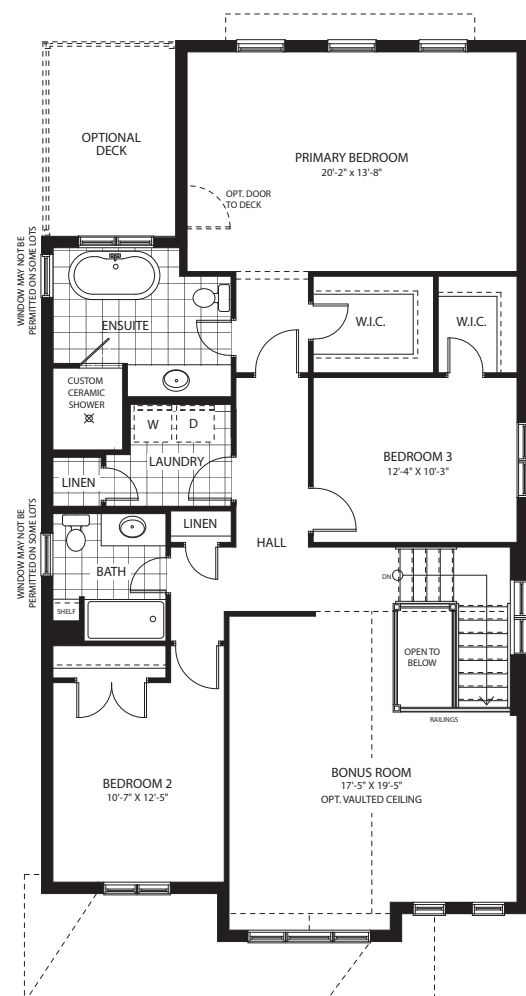 OPTIONAL
DECK
PRIMARY BEDROOM
20'-2" x 13'-8"
OPT. DOOR
TO DECK
WINDOW MAY NOT BE
PERMITTED ON SOME LOTS
ENSUITE
W.I.C.
W.I.C.
CUSTOM
CERAMIC
SHOWER
W
D
LAUNDRY
BEDROOM 3
12'-4" X 10'-3"
LINEN
LINEN
WINDOW MAY NOT BE
PERMITTED ON SOME LOTS
HALL
BATH
DN
SHELF
OPEN TO
BELOW
RAILINGS
BEDROOM 2
10'-7" X 12'-5"
BONUS ROOM
17'-5" X 19'-5"
OPT. VAULTED CEILING